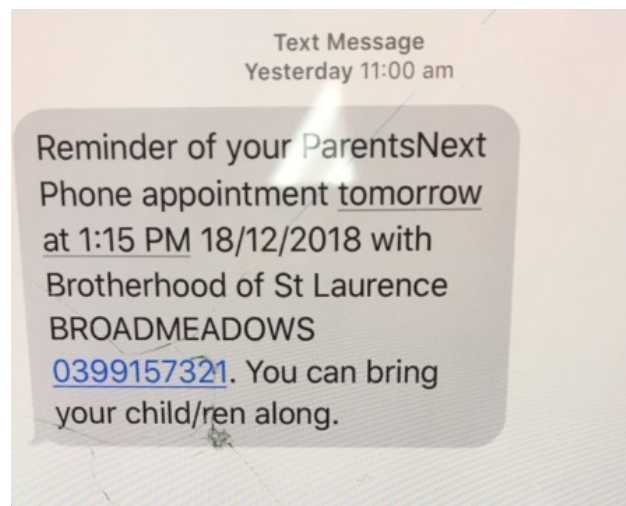 Text Message
Yesterday 11:00 am
Reminder of your ParentsNext
Phone appointment tomorrow
at 1:15 PM 18/12/2018 with
Brotherhood of St Laurence
BROADMEADOWS
0399157321. You can bring
your child/ren along.